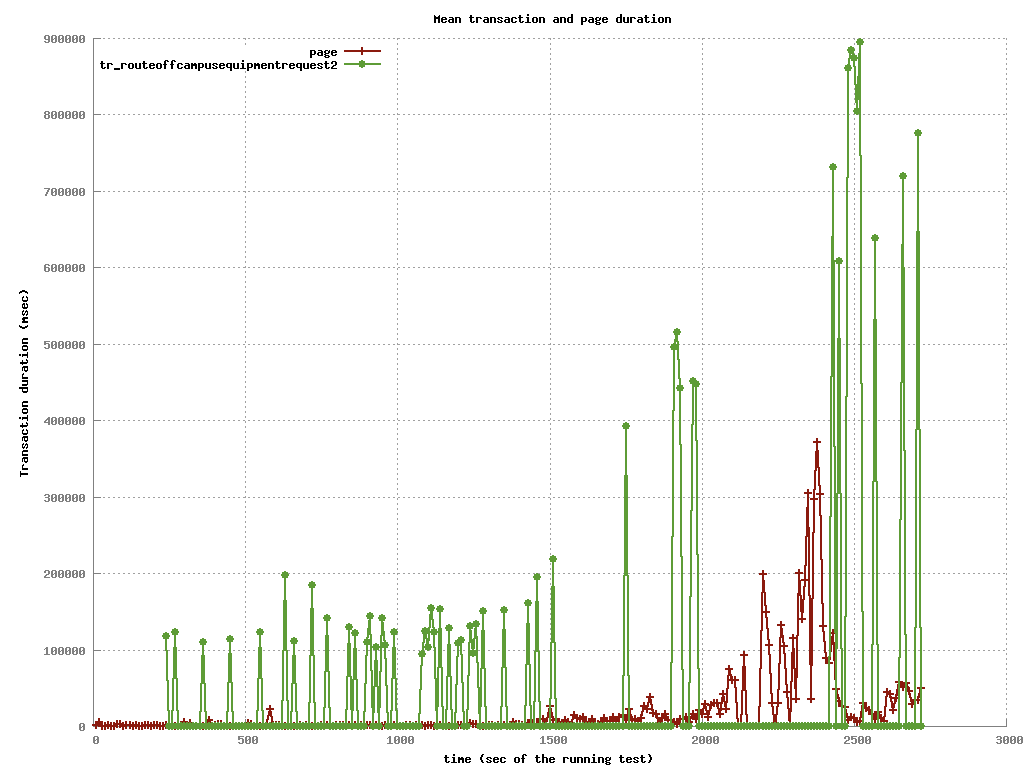 Mean transaction and page duration
page
tr_routeoffcampusequipmentrequest2
900000
800000
700000
600000
500000
400000
300000
200000
100000
0
Transaction duration (msec)
0 500 1000 1500 2000 2500 3000
time (sec of the running test)